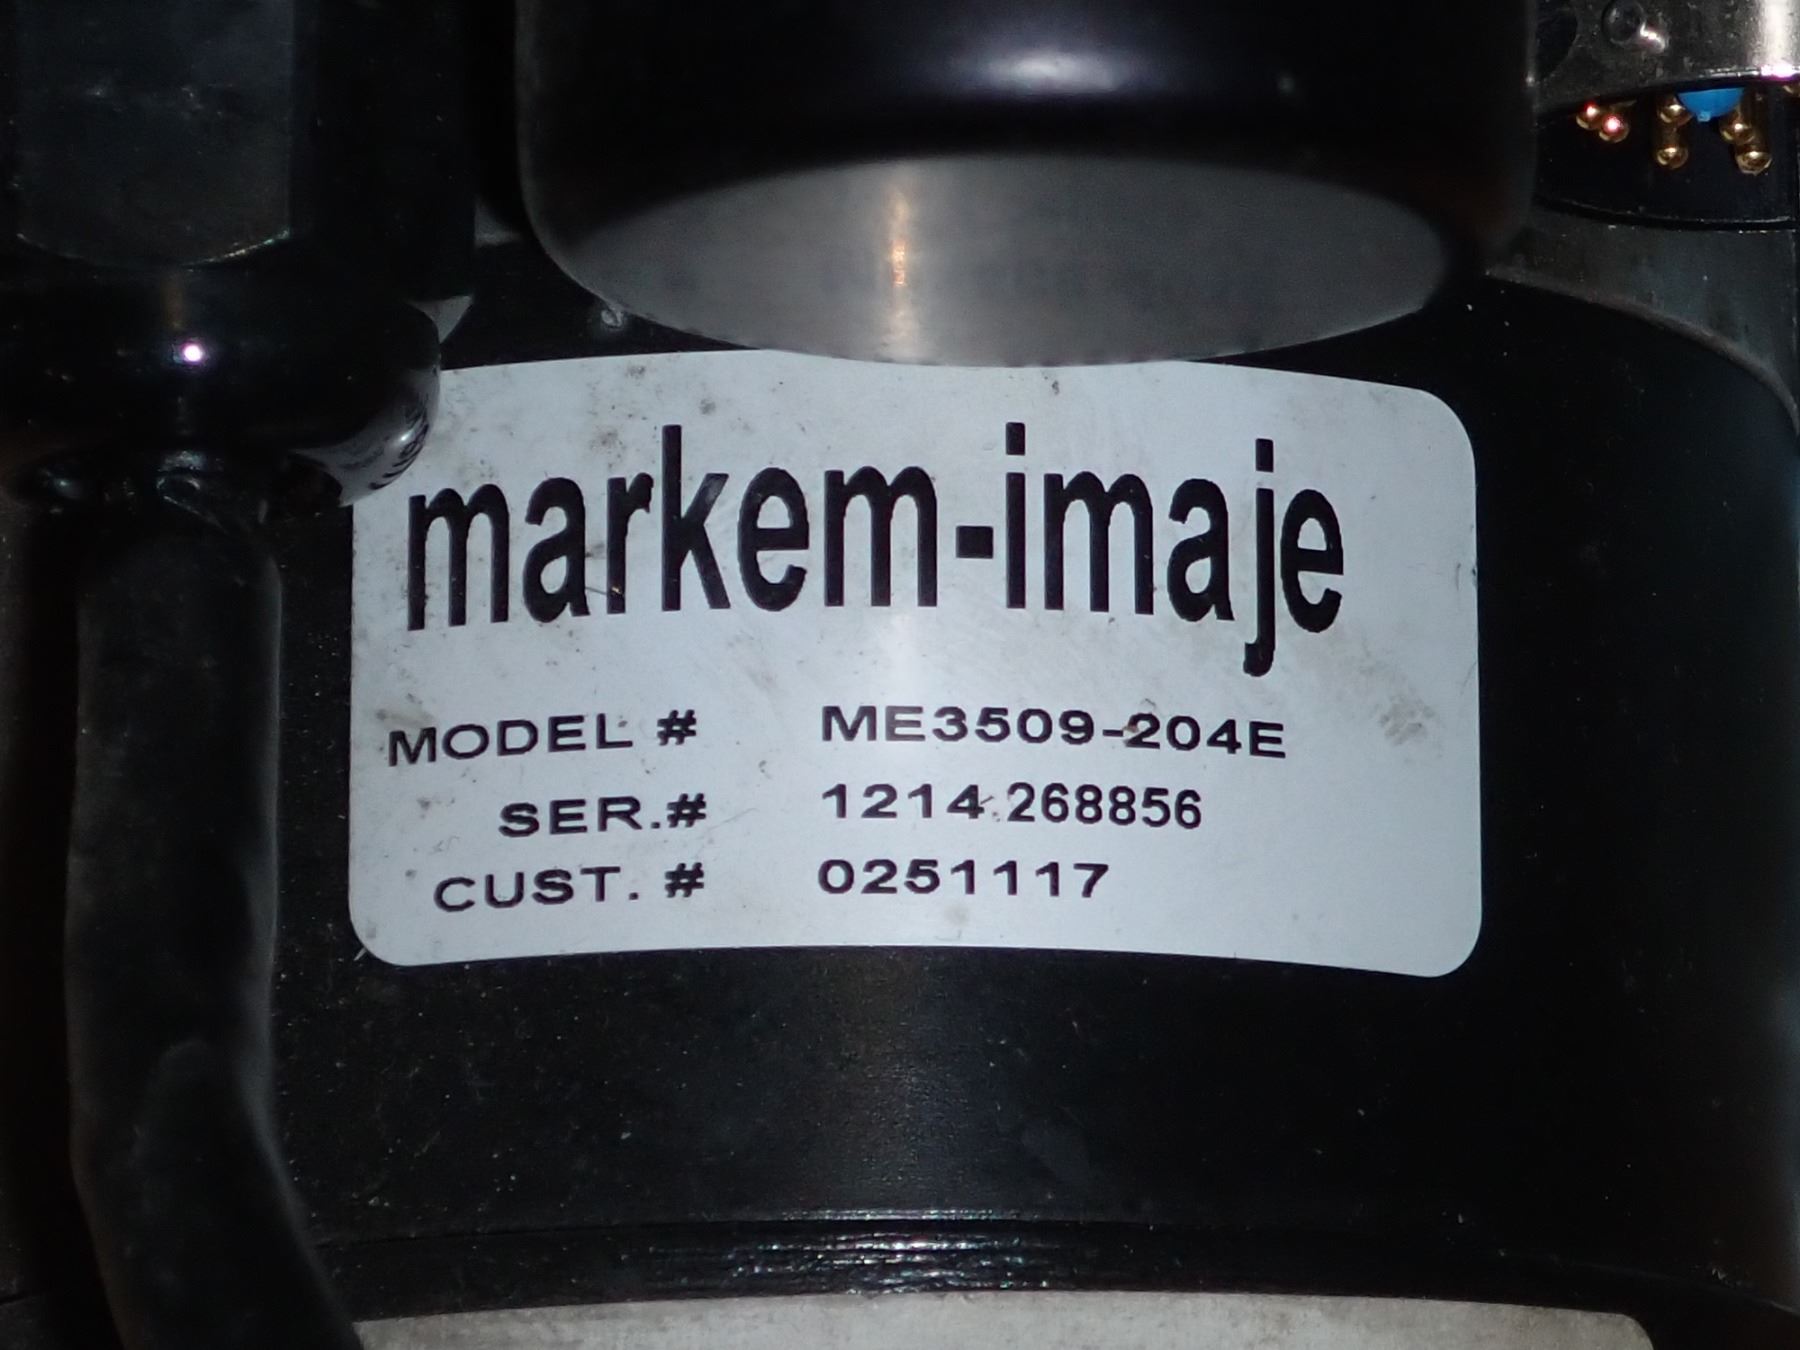 markem-imaje
MODEL # ME3509-204E
SER.# 1214 268856
CUST. # 0251117